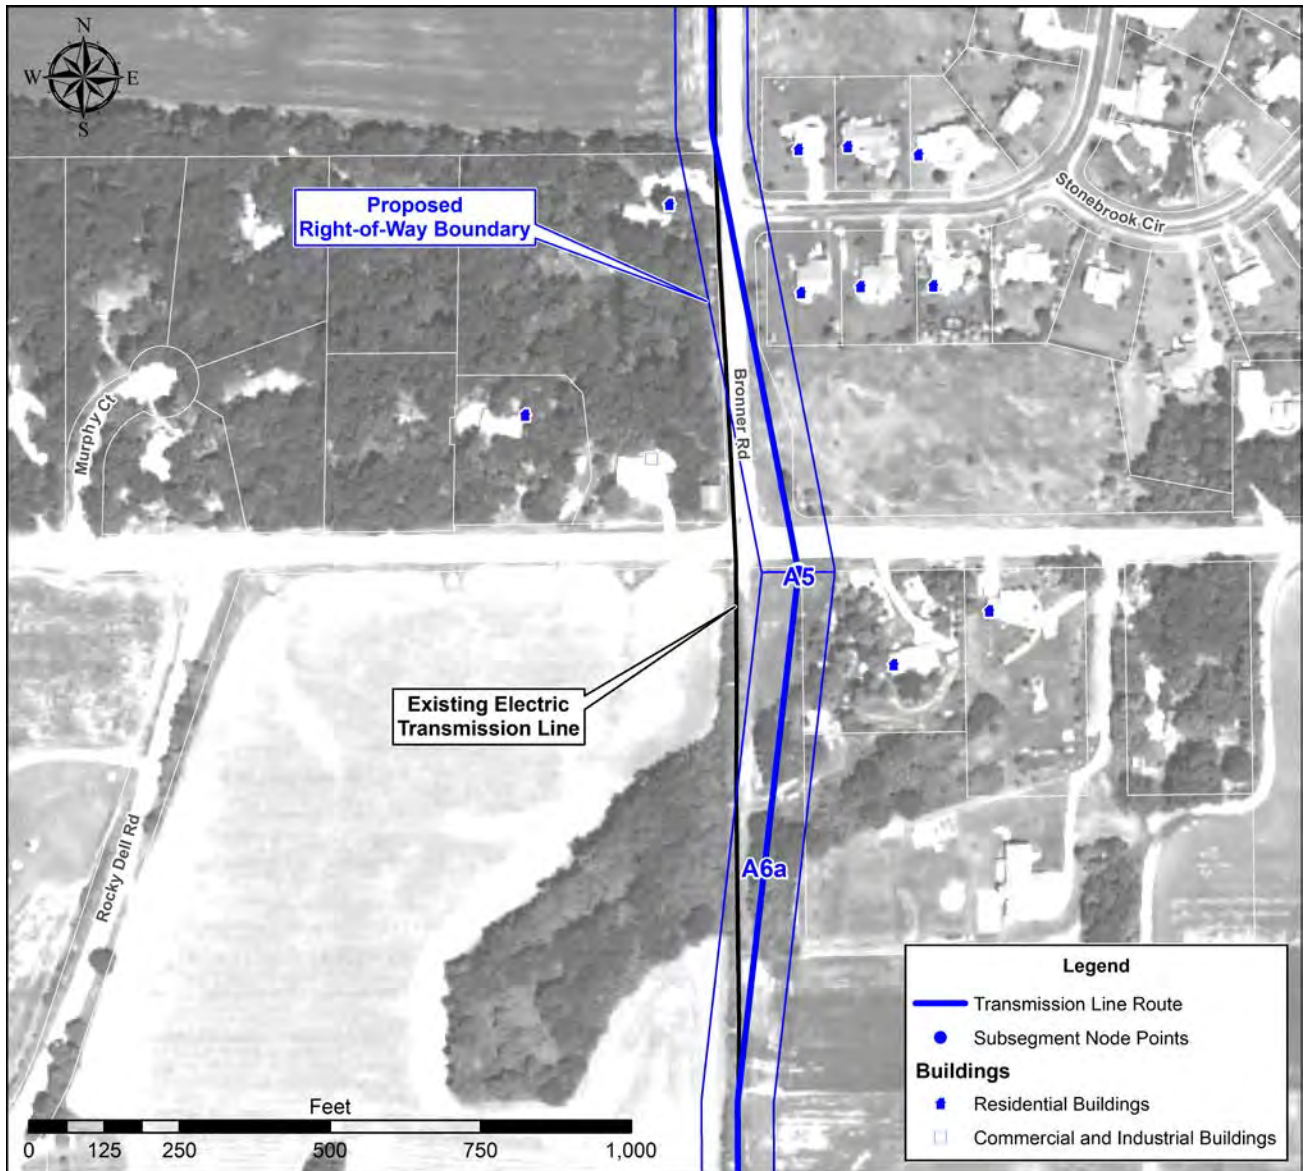 N
W E
S
Proposed
Right-of-Way Boundary
Stonebrook Cir
Murphy Ct
Bronner Rd
A5
Existing Electric
Transmission Line
A6a
Rocky Dell Rd
Feet
0 125 250 500 750 1,000
Legend
Transmission Line Route
Subsegment Node Points
Buildings
Residential Buildings
Commercial and Industrial Buildings